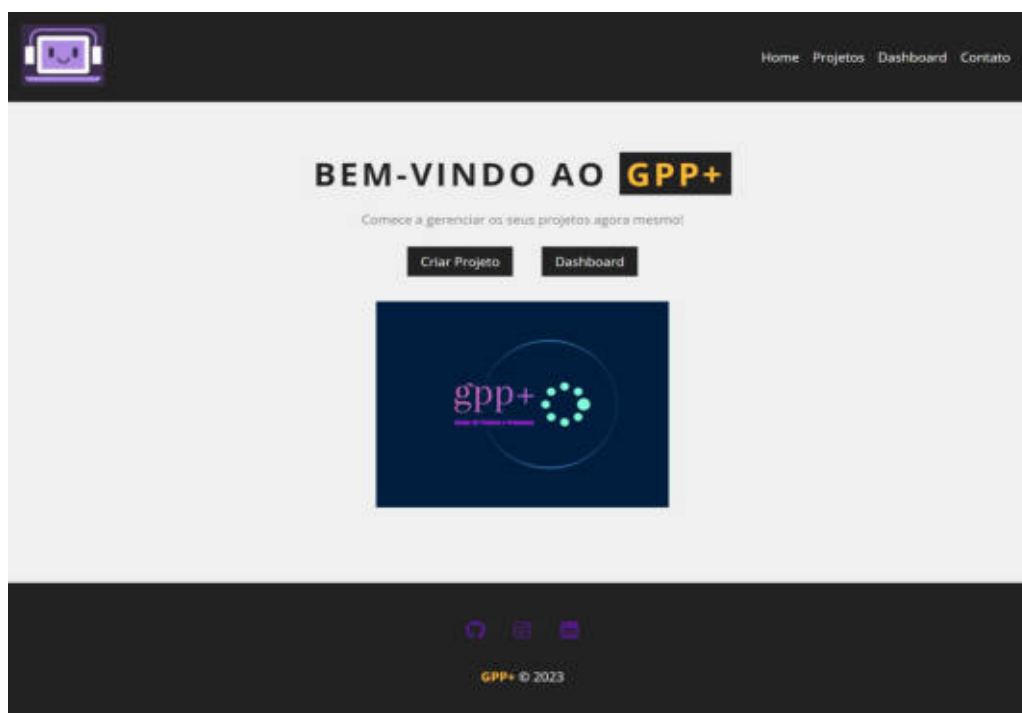 Home Projetos Dashboard Contato
BEM-VINDO AO GPP+
Comece a gerenciar os seus projetos agora mesmo!
Criar Projeto Dashboard
gpp+
GPP+ © 2023